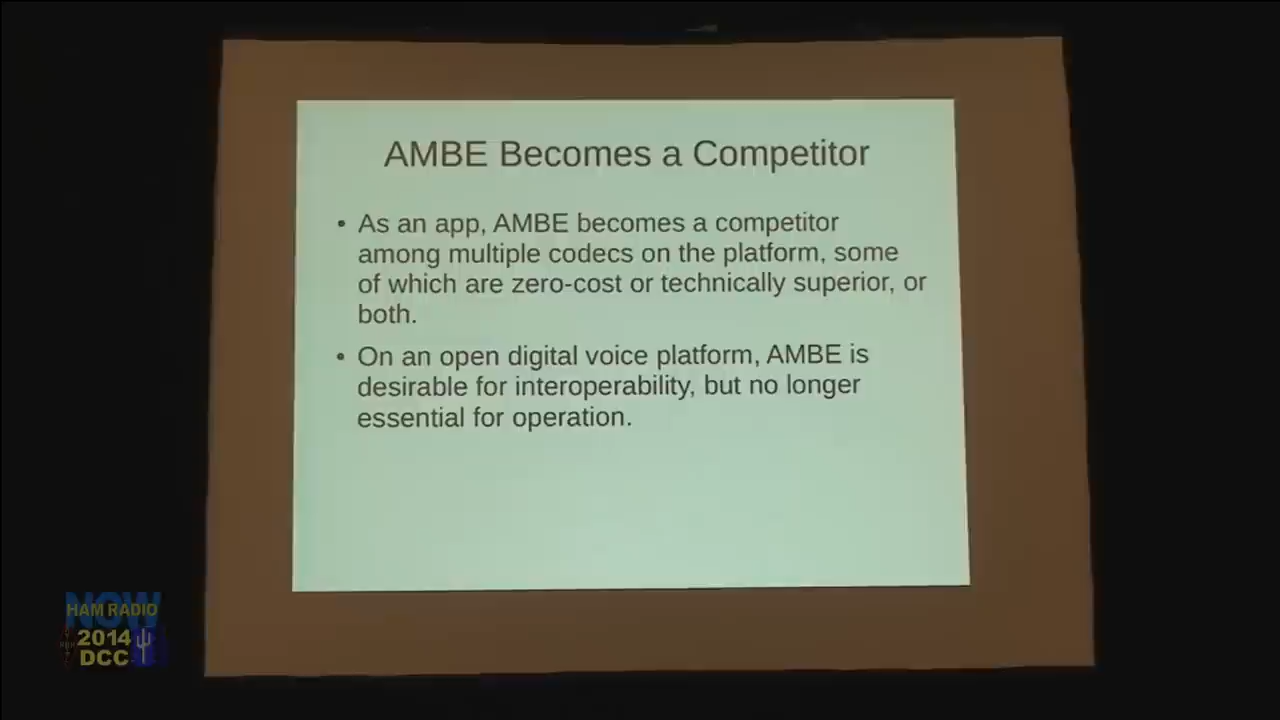 AMBE Becomes a Competitor
• As an app, AMBE becomes a competitor
among multiple codecs on the platform, some
of which are zero-cost or technically superior, or
both.
• On an open digital voice platform, AMBE is
desirable for interoperability, but no longer
essential for operation.
NOW
HAM RADIO
2014
DCC